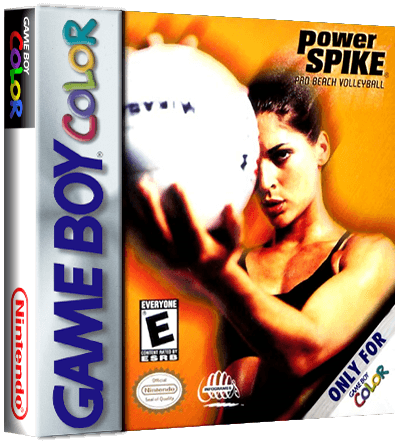 GAME BOY
COLOR
Nintendo®
GAME BOY COLOR
power
SPIKE
PRO BEACH VOLLEYBALL
EVERYONE
E
CONTENT RATED BY
ESRB
Official
Nintendo
Seal of Quality
INFOGRAMES
ONLY FOR
GAME BOY
COLOR